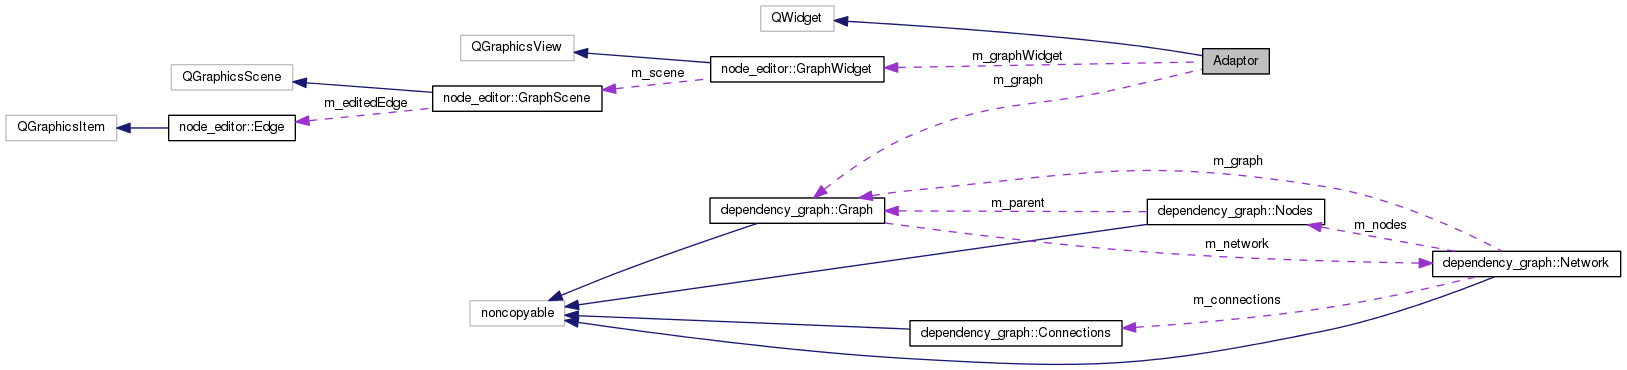 QWidget
QGraphicsView
m_graphWidget
Adaptor
QGraphicsScene
m_scene
node_editor::GraphWidget
m_graph
m_editedEdge
node_editor::GraphScene
QGraphicsItem
node_editor::Edge
m_graph
dependency_graph::Graph
m_parent
dependency_graph::Nodes
m_nodes
m_network
dependency_graph::Network
m_connections
noncopyable
dependency_graph::Connections